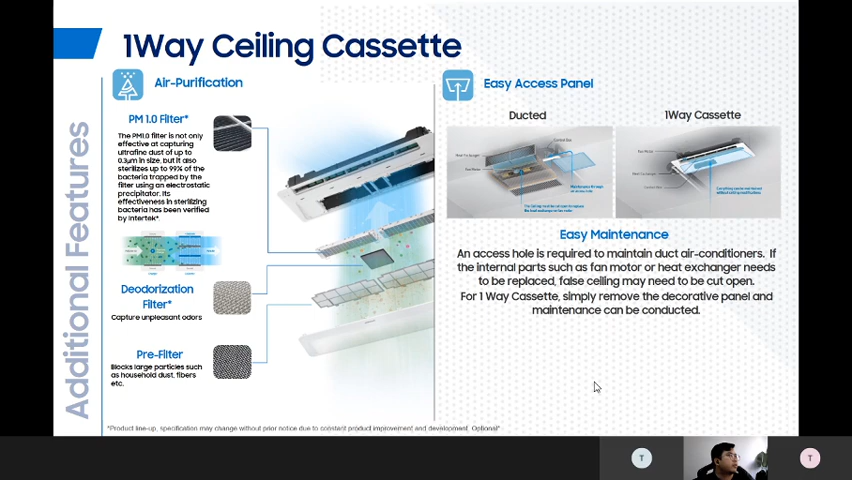 1Way Ceiling Cassette
Additional Features
Air-Purification
PM 1.0 Filter*
The PM1.0 filter is not only
effective at capturing
ultrafine dust of up to
0.3μm in size, but it also
sterilizes up to 99% of the
bacteria trapped by the
filter using an electrostatic
precipitator. Its
effectiveness in sterilizing
bacteria has been verified
by Intertek*.
Deodorization
Filter*
Capture unpleasant odors
Pre-Filter
Blocks large particles such
as household dust, fibers
etc.
Easy Access Panel
Ducted
1Way Cassette
Easy Maintenance
An access hole is required to maintain duct air-conditioners. If
the internal parts such as fan motor or heat exchanger needs
to be replaced, false ceiling may need to be cut open.
For 1 Way Cassette, simply remove the decorative panel and
maintenance can be conducted.
*Product line-up, specification may change without prior notice due to constant product improvement and development, Optional*
T
T